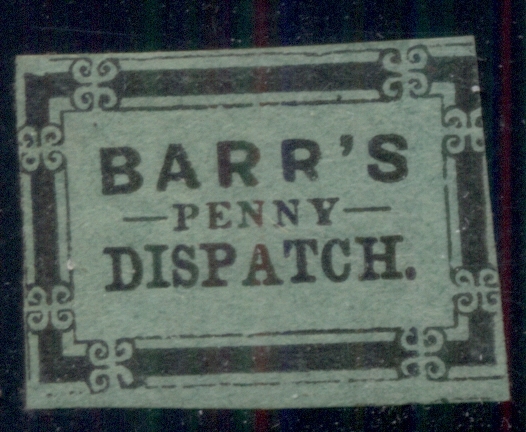 BARR'S
—PENNY—
DISPATCH.